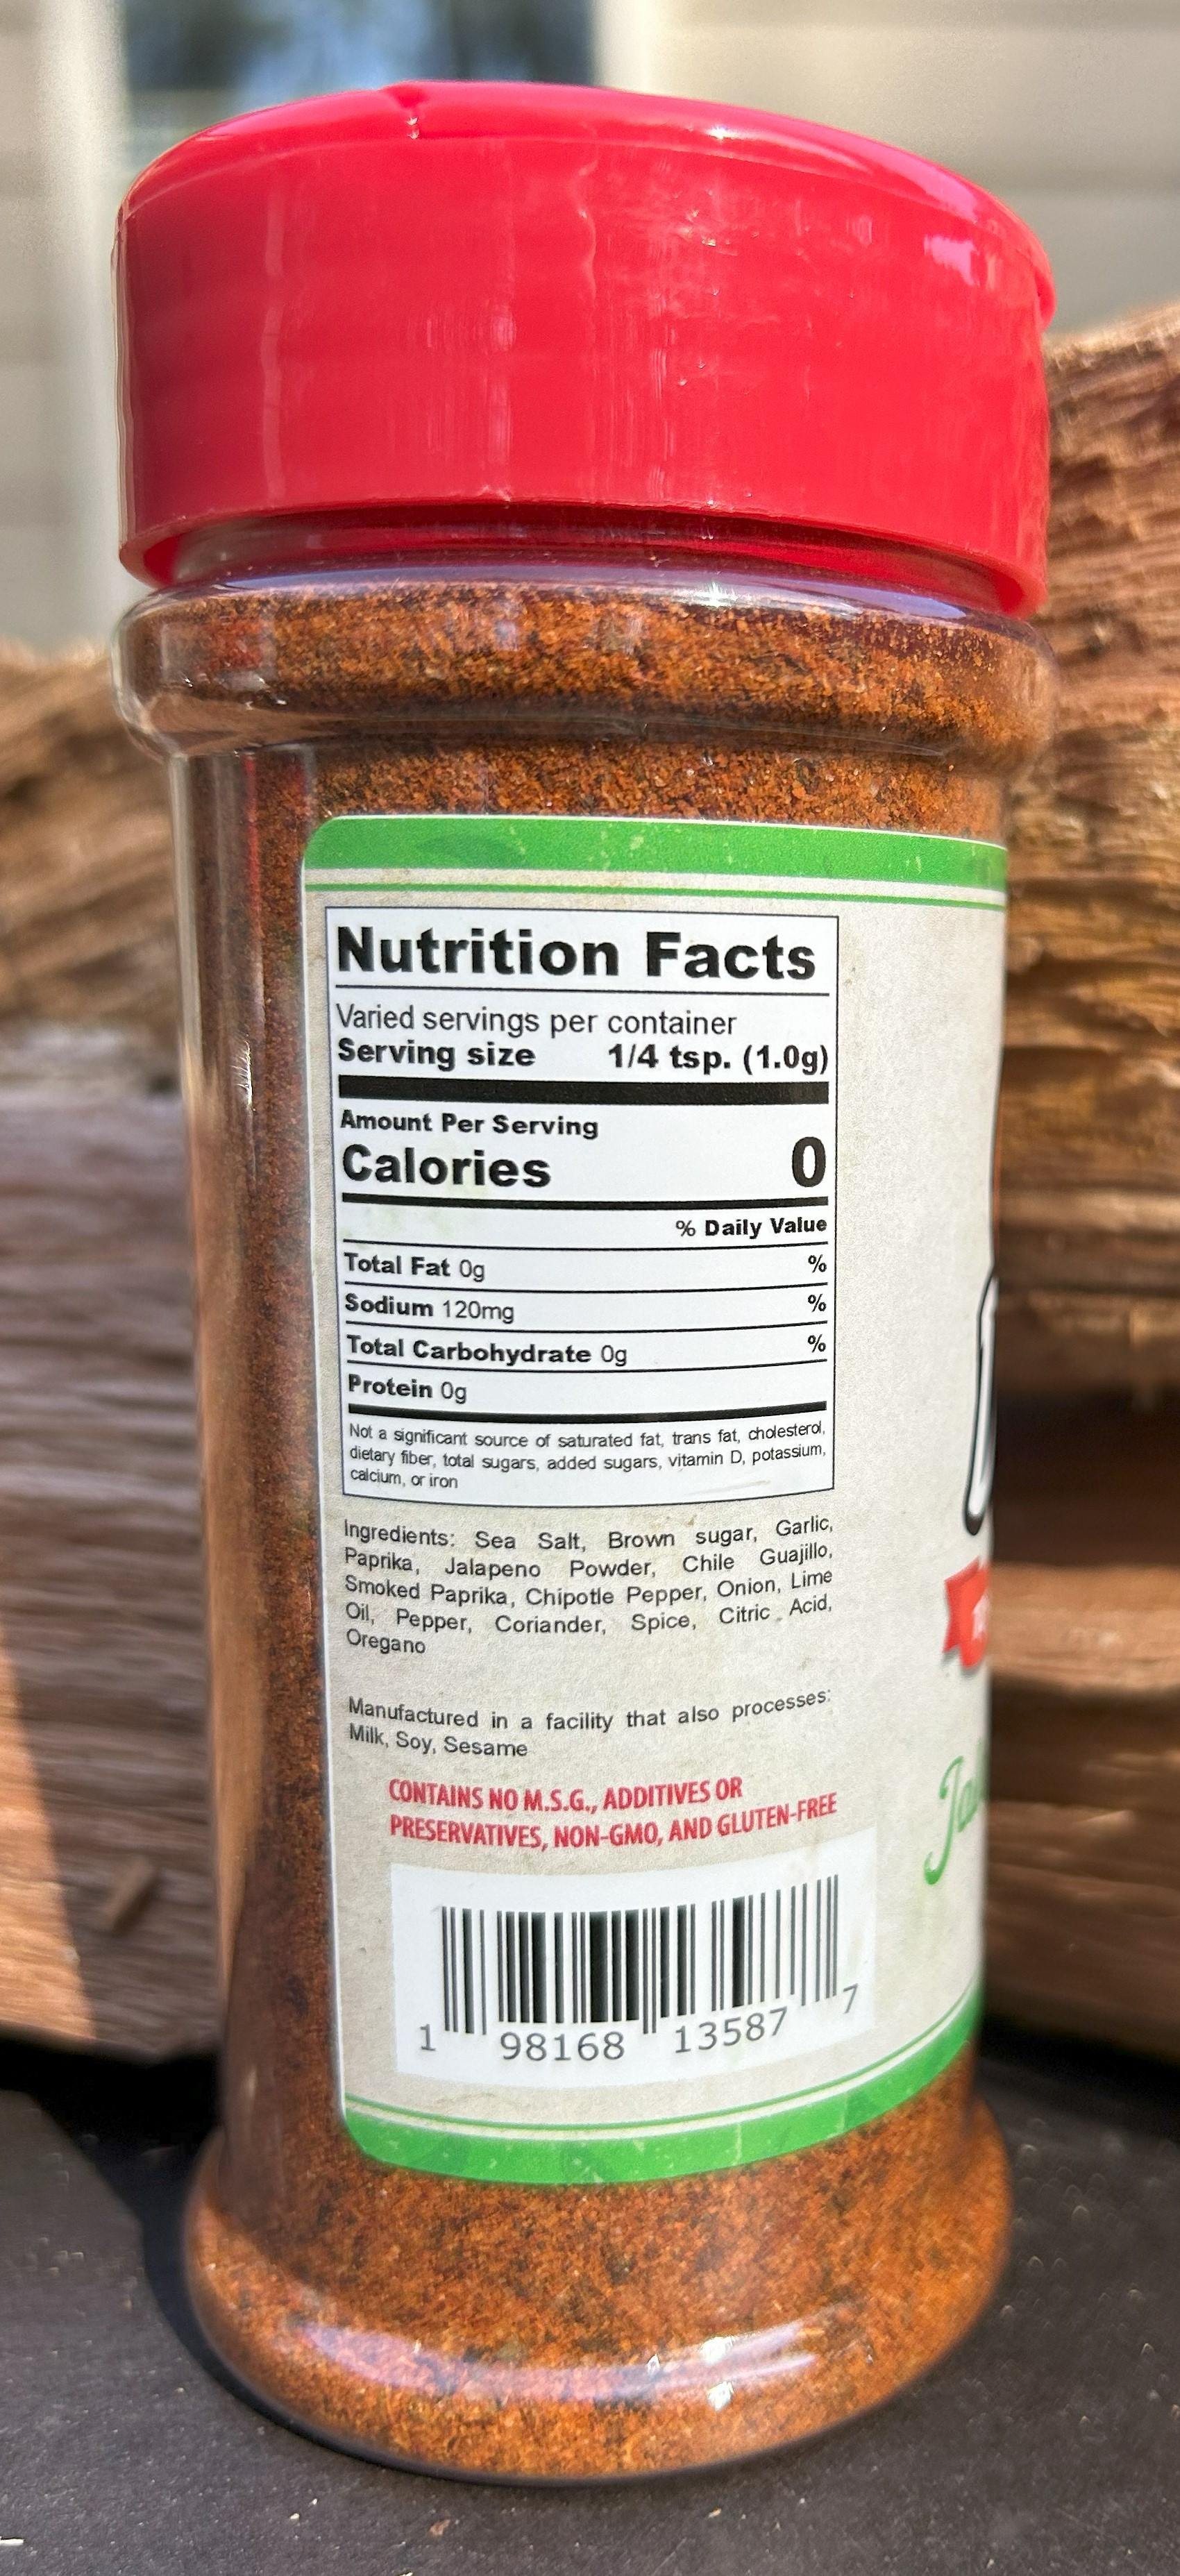 Nutrition Facts
Varied servings per container
Serving size 1/4 tsp. (1.0g)
Amount Per Serving
Calories 0
% Daily Value
Total Fat 0g %
Sodium 120mg %
Total Carbohydrate 0g %
Protein 0g
Not a significant source of saturated fat, trans fat, cholesterol,
dietary fiber, total sugars, added sugars, vitamin D, potassium,
calcium, or iron
Ingredients: Sea Salt, Brown sugar, Garlic,
Paprika, Jalapeno Powder, Chile Guajillo,
Smoked Paprika, Chipotle Pepper, Onion, Lime
Oil, Pepper, Coriander, Spice, Citric Acid,
Oregano
Manufactured in a facility that also processes:
Milk, Soy, Sesame
CONTAINS NO M.S.G., ADDITIVES OR
PRESERVATIVES, NON-GMO, AND GLUTEN-FREE
1 98168 13587 7